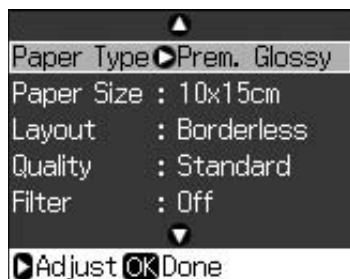 Paper Type Prem. Glossy
Paper Size : 10x15cm
Layout : Borderless
Quality : Standard
Filter : Off
Adjust OK Done